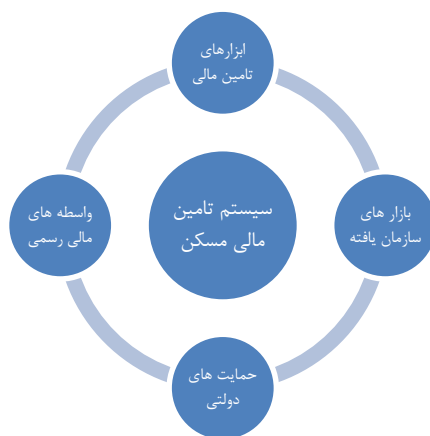 ابزارهای
تامین مالی
سیستم تامین
مالی مسکن
بازار های
سازمان یافته
واسطه های
مالی رسمی
حمایت های
دولتی